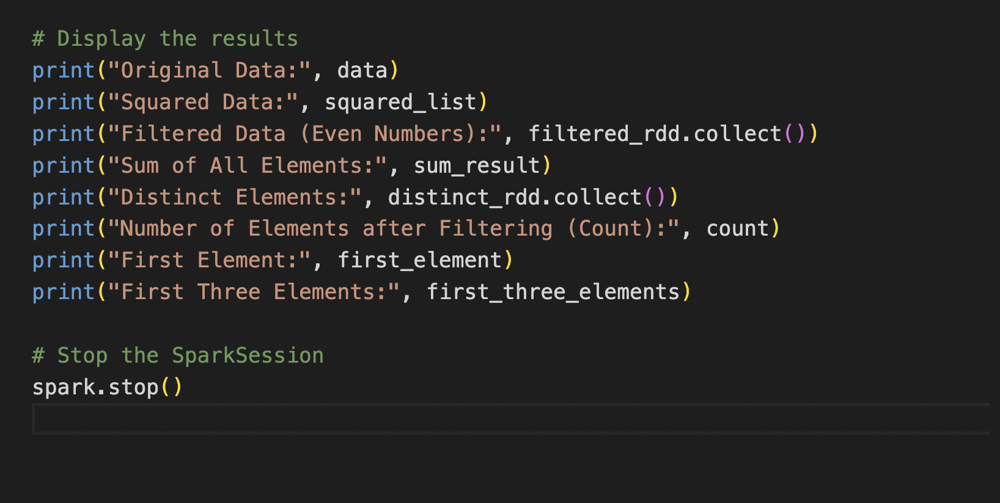 # Display the results
print("Original Data:", data)
print("Squared Data:", squared_list)
print("Filtered Data (Even Numbers):", filtered_rdd.collect())
print("Sum of All Elements:", sum_result)
print("Distinct Elements:", distinct_rdd.collect())
print("Number of Elements after Filtering (Count):", count)
print("First Element:", first_element)
print("First Three Elements:", first_three_elements)
# Stop the SparkSession
spark.stop()